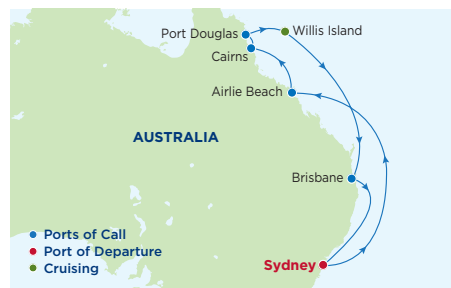 Port Douglas
Willis Island
Cairns
Airlie Beach
AUSTRALIA
Brisbane
Ports of Call
Port of Departure
Sydney
Cruising